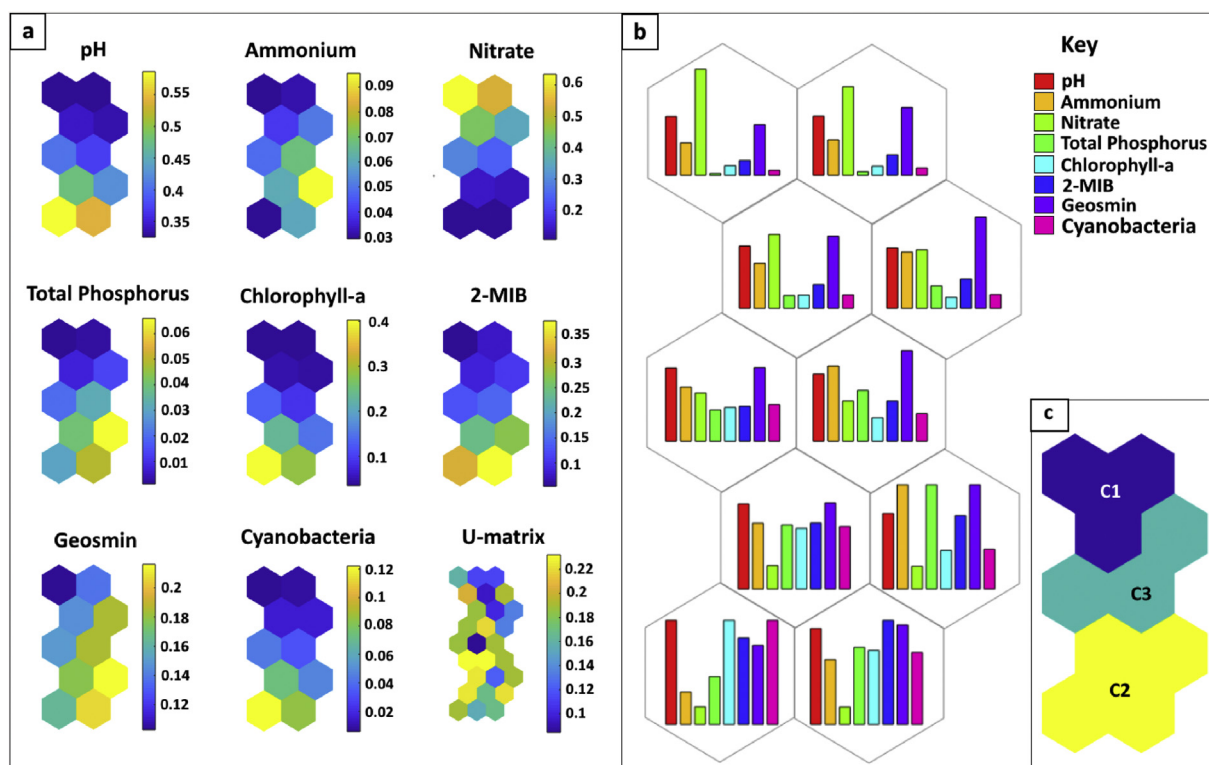 a
pH
0.55
0.5
0.45
0.4
0.35
Ammonium
0.09
0.08
0.07
0.06
0.05
0.04
0.03
Nitrate
0.6
0.5
0.4
0.3
0.2
Total Phosphorus
0.06
0.05
0.04
0.03
0.02
0.01
Chlorophyll-a
0.4
0.3
0.2
0.1
2-MIB
0.35
0.3
0.25
0.2
0.15
0.1
Geosmin
0.2
0.18
0.16
0.14
0.12
Cyanobacteria
0.12
0.10
0.08
0.06
0.04
0.02
U-matrix
0.22
0.2
0.18
0.16
0.14
0.12
0.1
b
Key
pH
Ammonium
Nitrate
Total Phosphorus
Chlorophyll-a
2-MIB
Geosmin
Cyanobacteria
c
C1
C3
C2